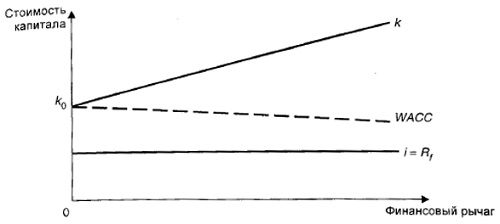 Стоимость
капитала
k
k₀
WACC
i = Rf
0
Финансовый рычаг